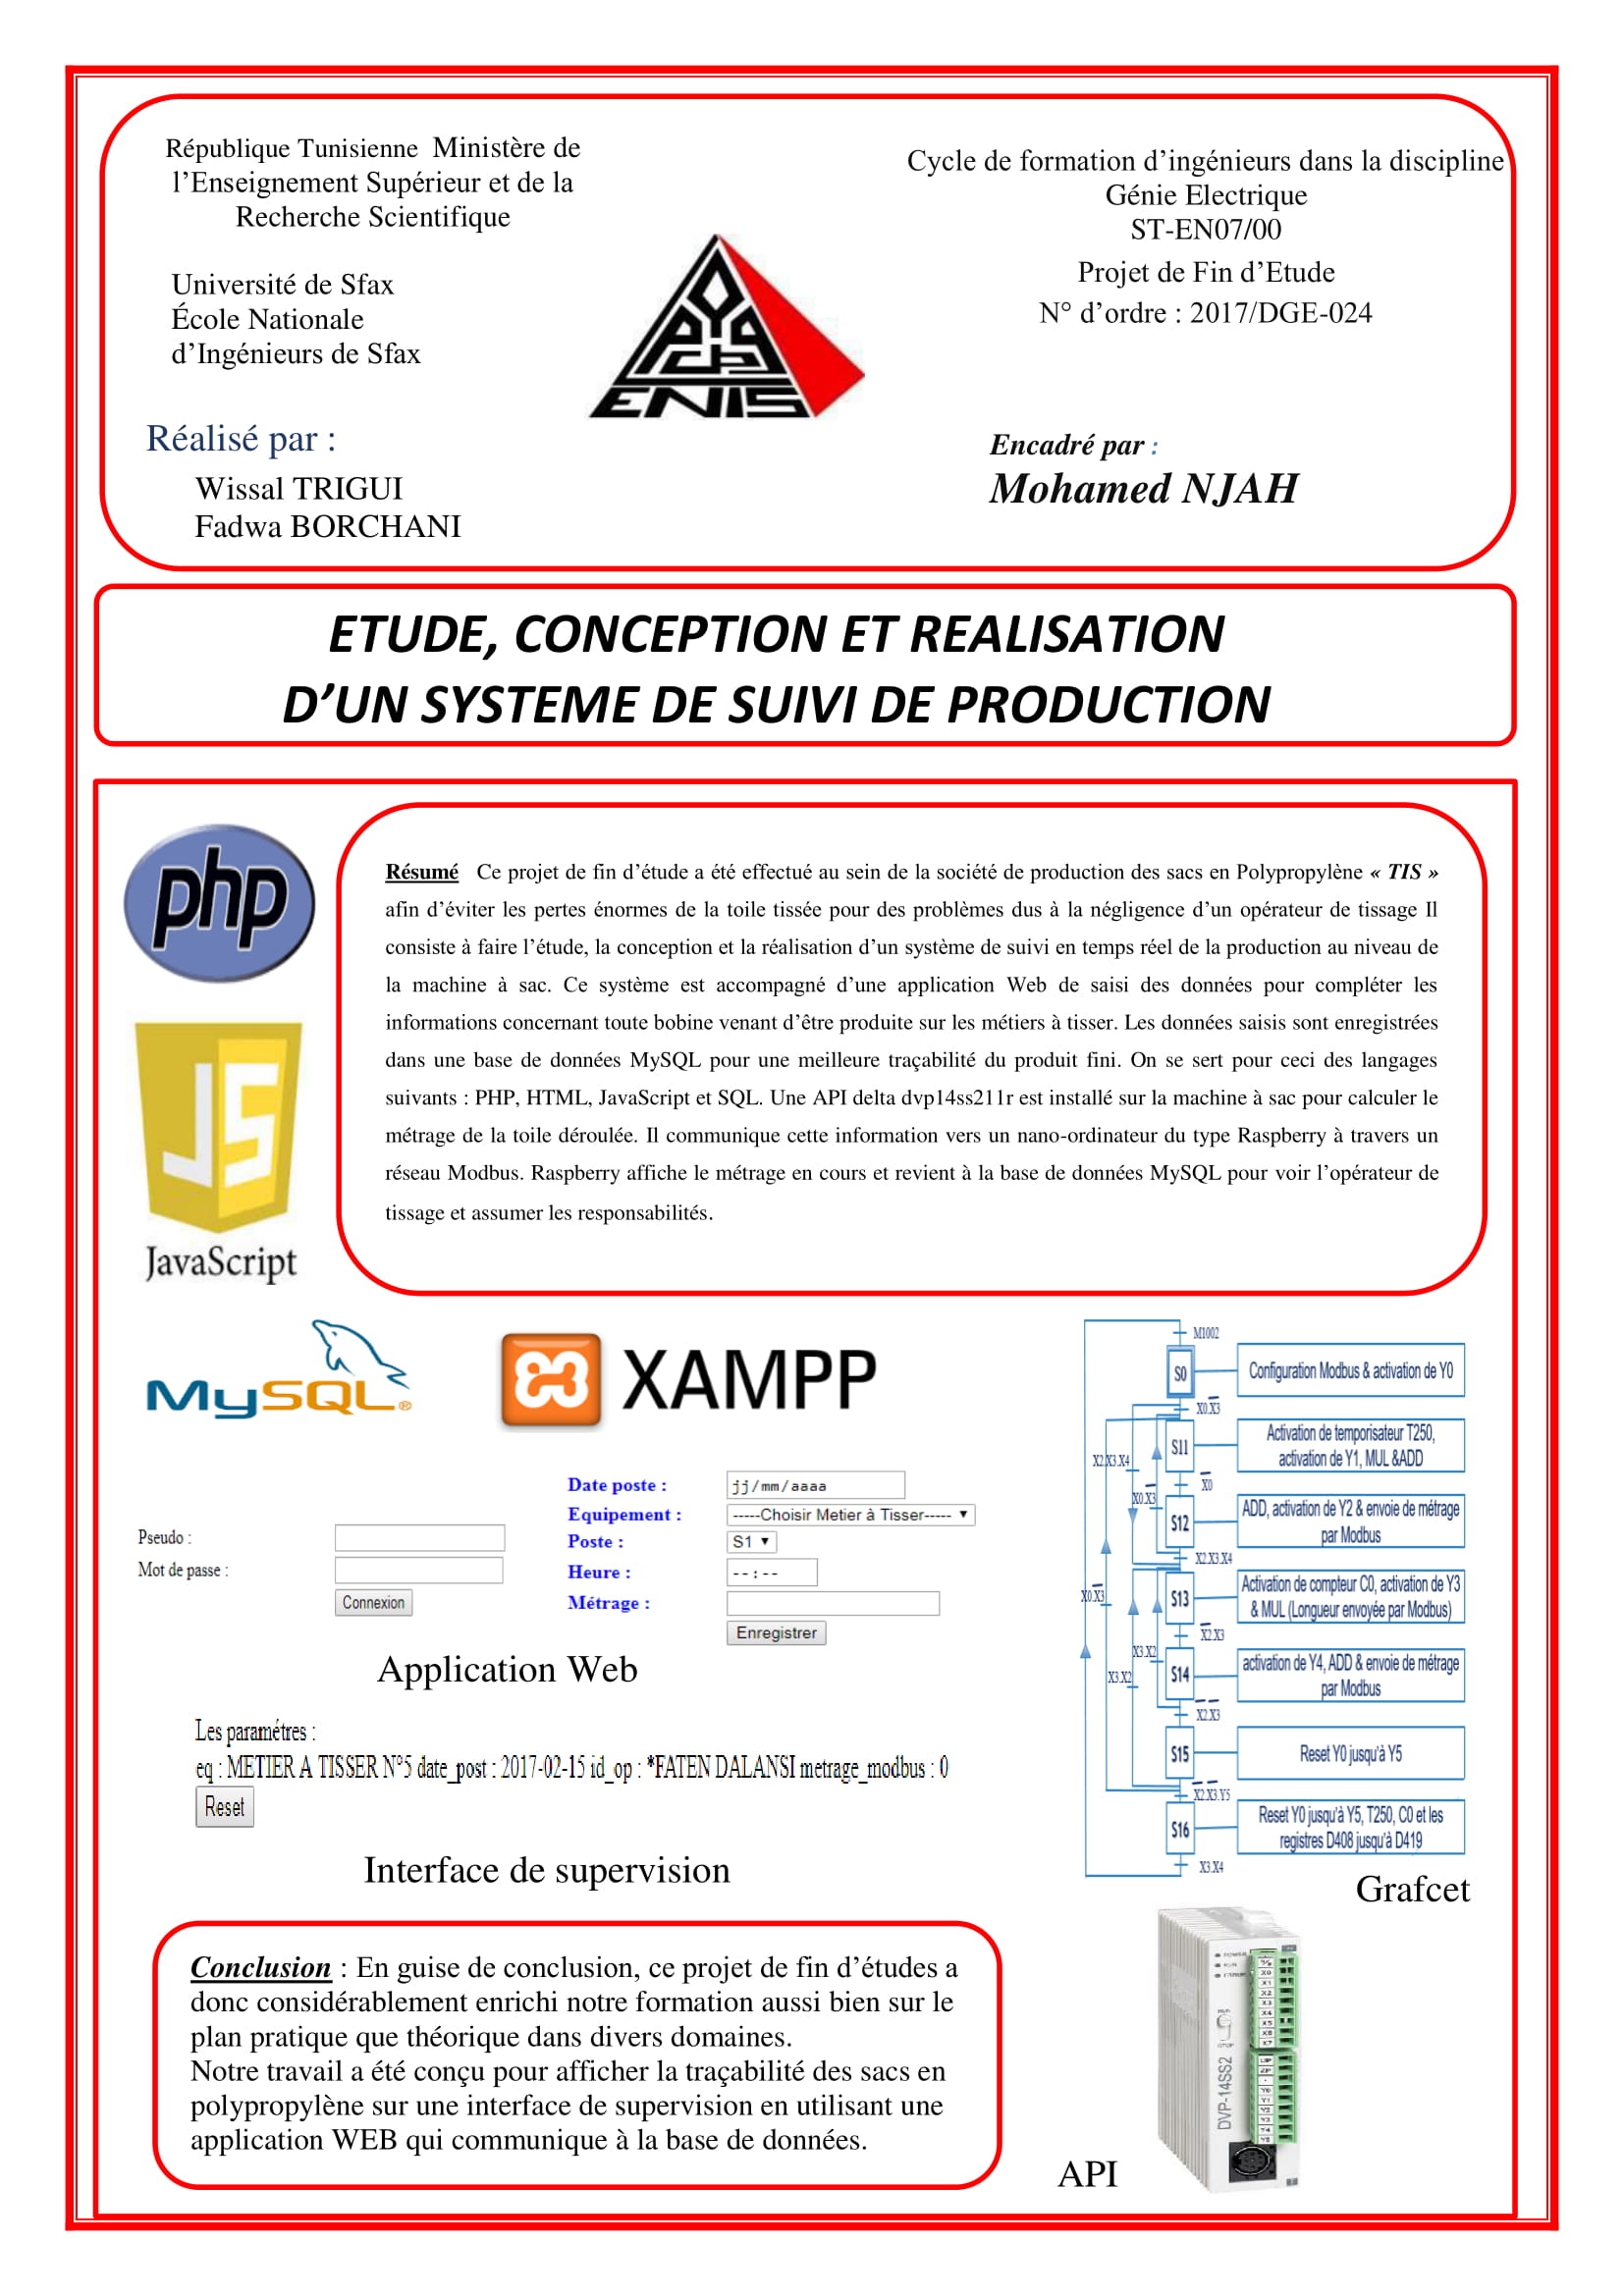 République Tunisienne  Ministère de
l’Enseignement Supérieur et de la
Recherche Scientifique
Université de Sfax
École Nationale
d’Ingénieurs de Sfax
Réalisé par :
Wissal TRIGUI
Fadwa BORCHANI
ENIS
Cycle de formation d’ingénieurs dans la discipline
Génie Electrique
ST-EN07/00
Projet de Fin d’Etude
N° d’ordre : 2017/DGE-024
Encadré par :
Mohamed NJAH
ETUDE, CONCEPTION ET REALISATION
D’UN SYSTEME DE SUIVI DE PRODUCTION
php
JS
JavaScript
Résumé  Ce projet de fin d’étude a été effectué au sein de la société de production des sacs en Polypropylène « TIS »
afin d’éviter les pertes énormes de la toile tissée pour des problèmes dus à la négligence d’un opérateur de tissage Il
consiste à faire l’étude, la conception et la réalisation d’un système de suivi en temps réel de la production au niveau de
la machine à sac. Ce système est accompagné d’une application Web de saisi des données pour compléter les
informations concernant toute bobine venant d’être produite sur les métiers à tisser. Les données saisis sont enregistrées
dans une base de données MySQL pour une meilleure traçabilité du produit fini. On se sert pour ceci des langages
suivants : PHP, HTML, JavaScript et SQL. Une API delta dvp14ss211r est installé sur la machine à sac pour calculer le
métrage de la toile déroulée. Il communique cette information vers un nano-ordinateur du type Raspberry à travers un
réseau Modbus. Raspberry affiche le métrage en cours et revient à la base de données MySQL pour voir l’opérateur de
tissage et assumer les responsabilités.
MySQL®
XAMPP
Pseudo :
Mot de passe :
Connexion
Date poste : jj/mm/aaaa
Equipement : -----Choisir Metier à Tisser-----
Poste : S1
Heure : --:--
Métrage :
Enregistrer
Application Web
Les paramétres :
eq : METIER A TISSER N°5 date_post : 2017-02-15 id_op : *FATEN DALANSI metrage_modbus : 0
Reset
Interface de supervision
M1002
S0 Configuration Modbus & activation de Y0
X0.X̅3̅
S11 Activation de temporisateur T250,
activation de Y1, MUL &ADD
X2.X3.X4
X̅0̅
X̅0̅.X̅3̅
S12 ADD, activation de Y2 & envoie de métrage
par Modbus
X2.X3.X4
S13 Activation de compteur C0, activation de Y3
& MUL (Longueur envoyée par Modbus)
X0.X̅3̅
X̅2̅.X3
X3.X2
S14 activation de Y4, ADD & envoie de métrage
par Modbus
X3.X2
X̅2̅.X̅3̅
S15 Reset Y0 jusqu’à Y5
X̅2̅.X̅3̅.Y5
S16 Reset Y0 jusqu’à Y5, T250, C0 et les
registres D408 jusqu’à D419
X3.X4
Grafcet
Conclusion : En guise de conclusion, ce projet de fin d’études a
donc considérablement enrichi notre formation aussi bien sur le
plan pratique que théorique dans divers domaines.
Notre travail a été conçu pour afficher la traçabilité des sacs en
polypropylène sur une interface de supervision en utilisant une
application WEB qui communique à la base de données.
DVP-14SS2
API